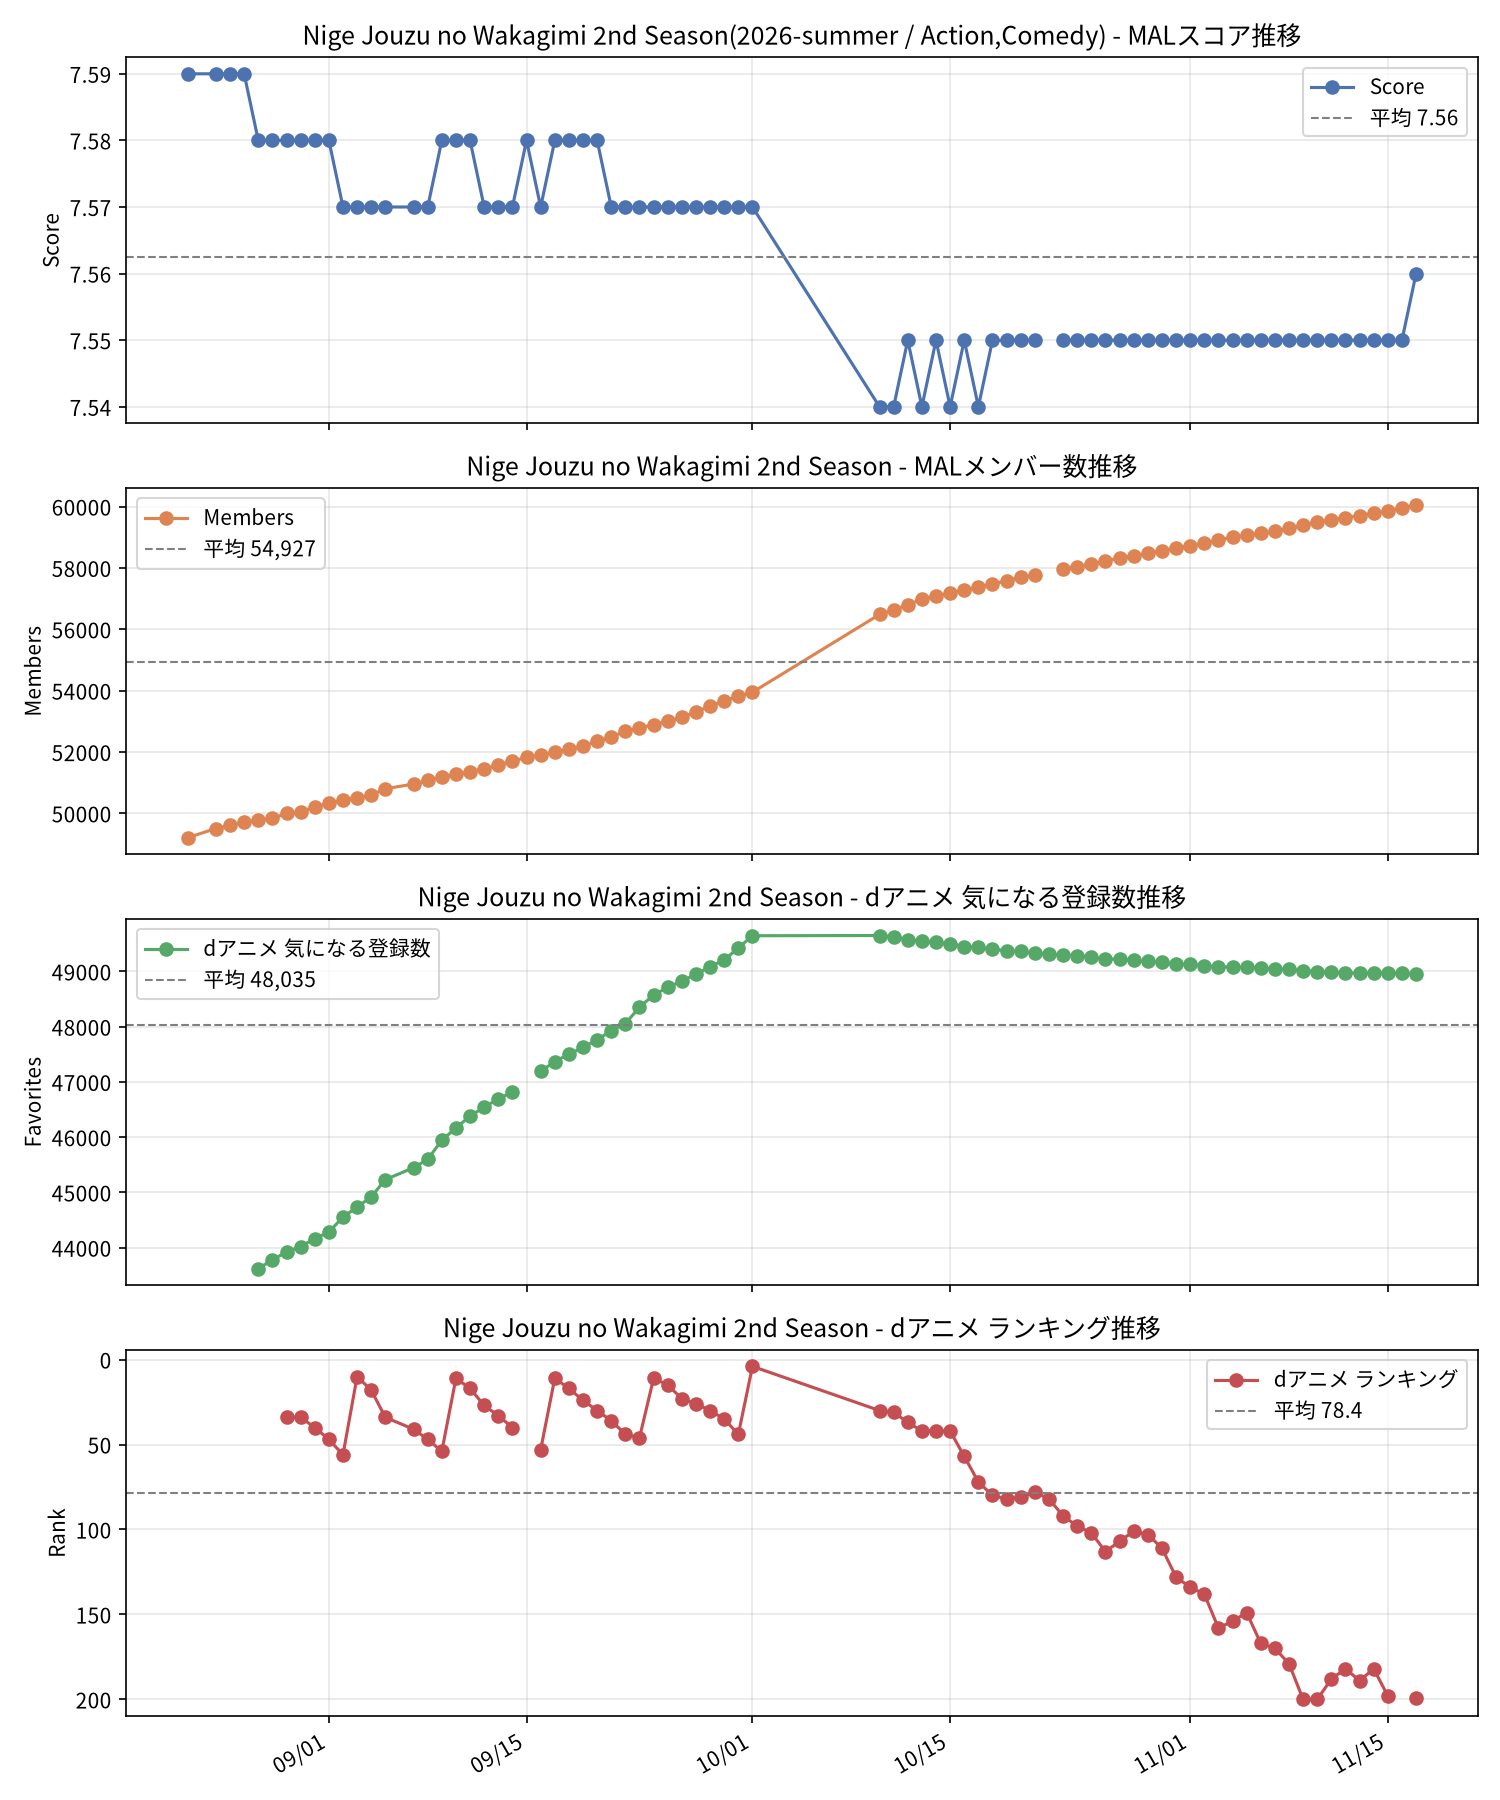 Nige Jouzu no Wakagimi 2nd Season(2026-summer / Action,Comedy) - MALスコア推移
7.59
7.58
7.57
7.56
7.55
7.54
Score
Score
平均 7.56
Nige Jouzu no Wakagimi 2nd Season - MALメンバー数推移
60000
58000
56000
54000
52000
50000
Members
Members
平均 54,927
Nige Jouzu no Wakagimi 2nd Season - dアニメ 気になる登録数推移
49000
48000
47000
46000
45000
44000
Favorites
dアニメ 気になる登録数
平均 48,035
Nige Jouzu no Wakagimi 2nd Season - dアニメ ランキング推移
0
50
100
150
200
Rank
dアニメ ランキング
平均 78.4
09/01
09/15
10/01
10/15
11/01
11/15